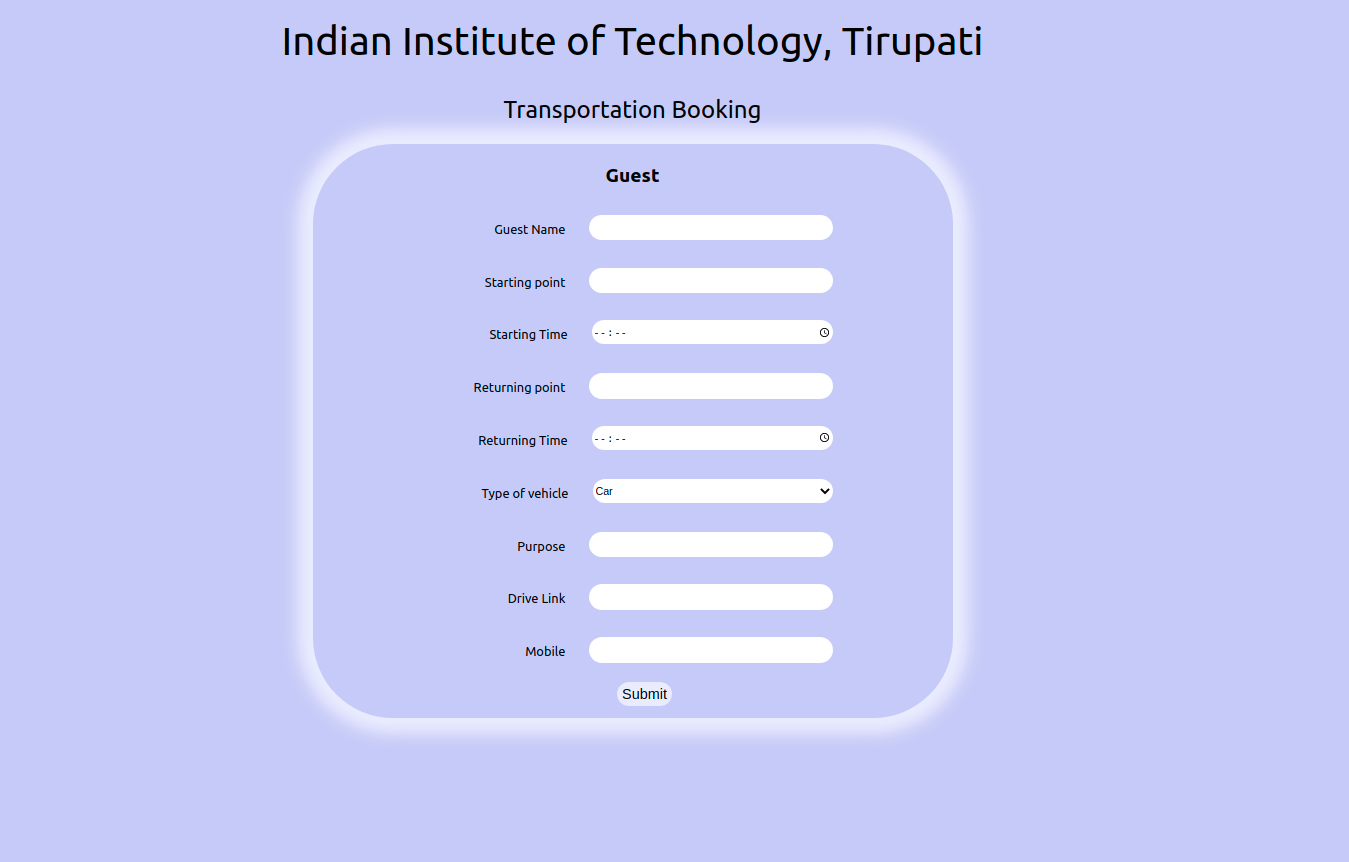 Indian Institute of Technology, Tirupati
Transportation Booking
Guest
Guest Name
Starting point
Starting Time --:--
Returning point
Returning Time --:--
Type of vehicle Car
Purpose
Drive Link
Mobile
Submit